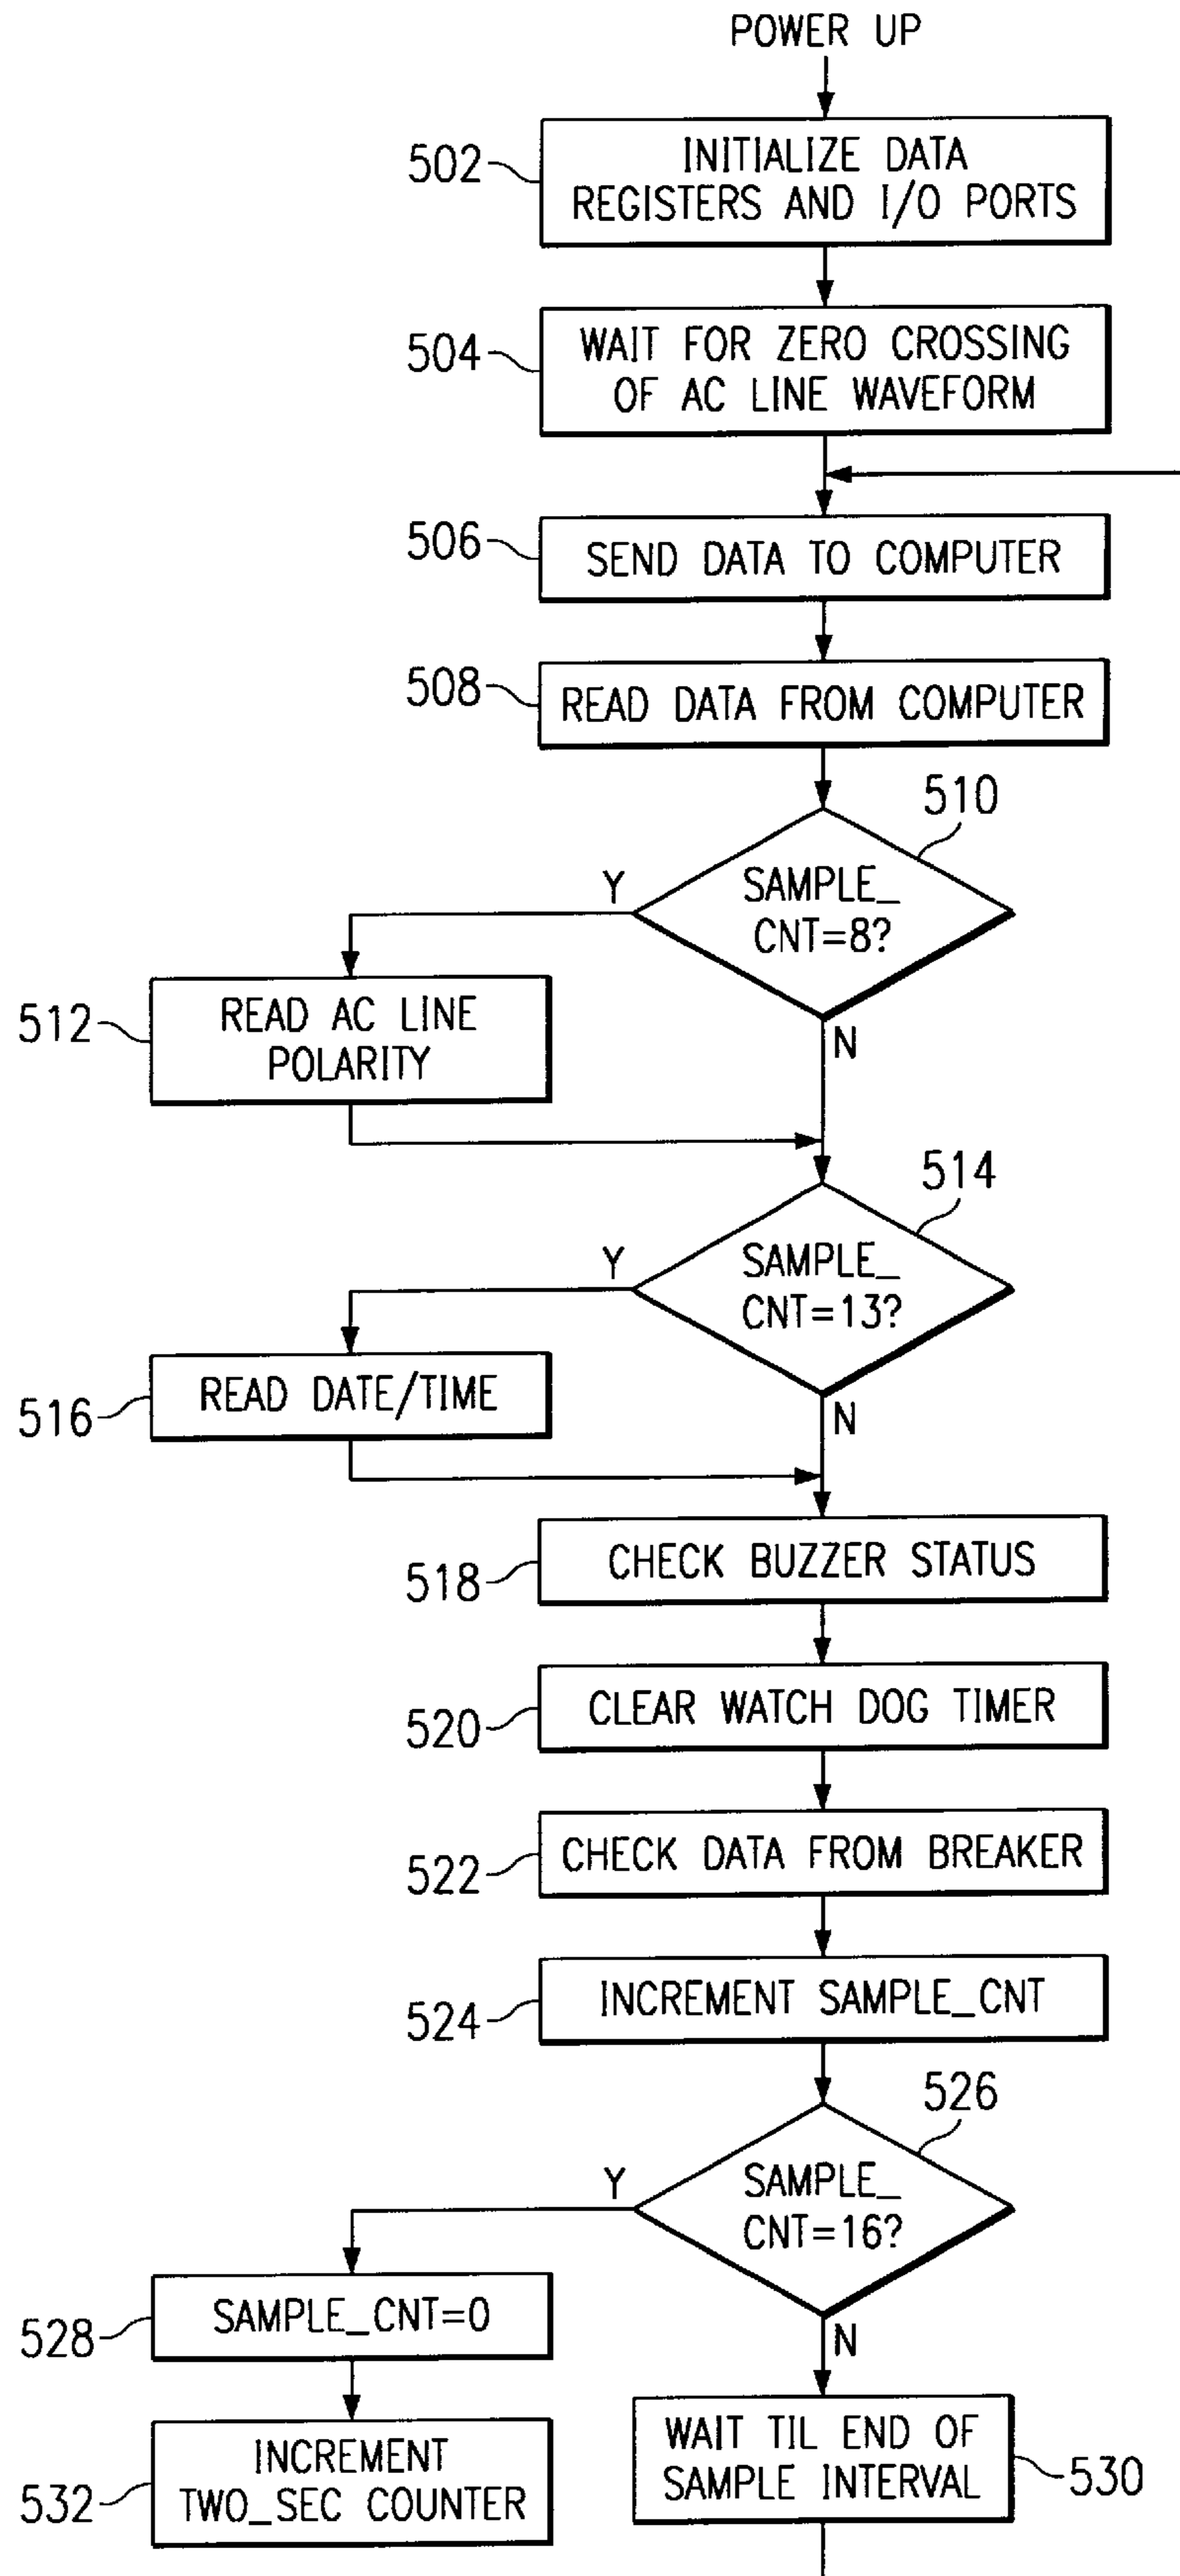 POWER UP
502
INITIALIZE DATA
REGISTERS AND I/O PORTS
504
WAIT FOR ZERO CROSSING
OF AC LINE WAVEFORM
506
SEND DATA TO COMPUTER
508
READ DATA FROM COMPUTER
510
SAMPLE_
CNT=8?
Y
N
512
READ AC LINE
POLARITY
514
SAMPLE_
CNT=13?
Y
N
516
READ DATE/TIME
518
CHECK BUZZER STATUS
520
CLEAR WATCH DOG TIMER
522
CHECK DATA FROM BREAKER
524
INCREMENT SAMPLE_CNT
526
SAMPLE_
CNT=16?
Y
N
528
SAMPLE_CNT=0
532
INCREMENT
TWO_SEC COUNTER
WAIT TIL END OF
SAMPLE INTERVAL
530